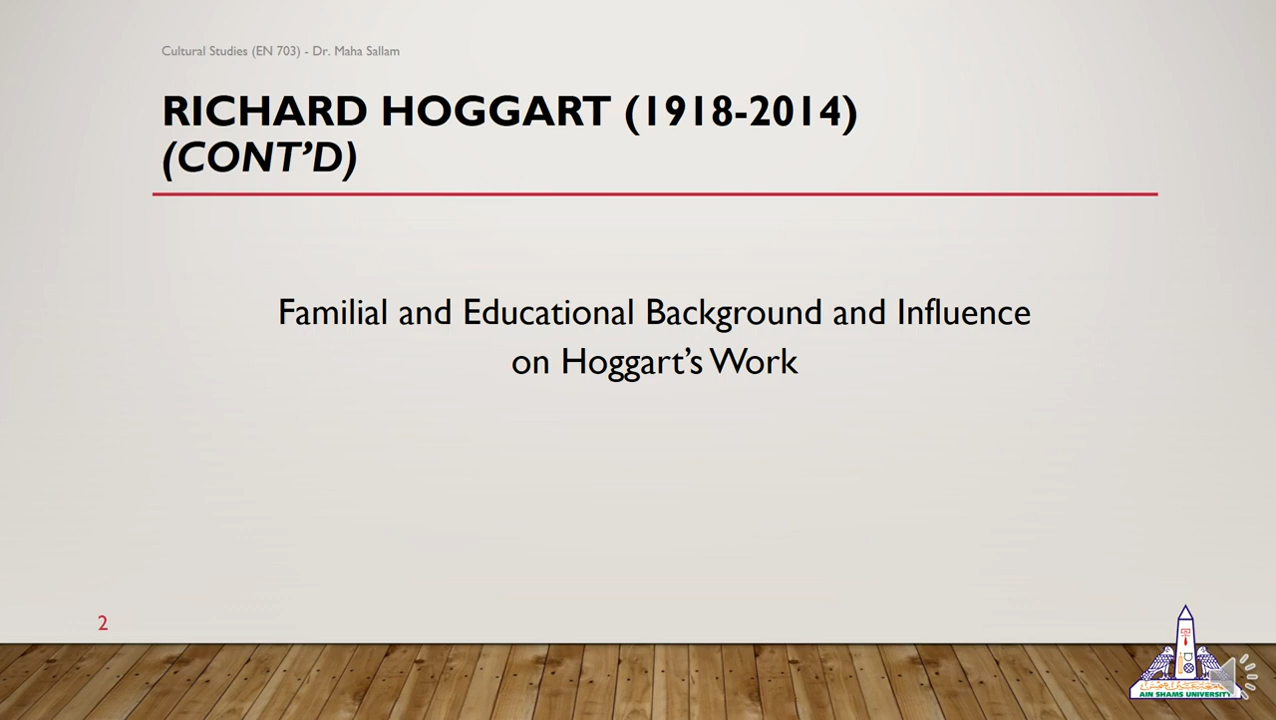 Cultural Studies (EN 703) - Dr. Maha Sallam
RICHARD HOGGART (1918-2014)
(CONT’D)
Familial and Educational Background and Influence
on Hoggart’s Work
2
AIN SHAMS UNIVERSITY